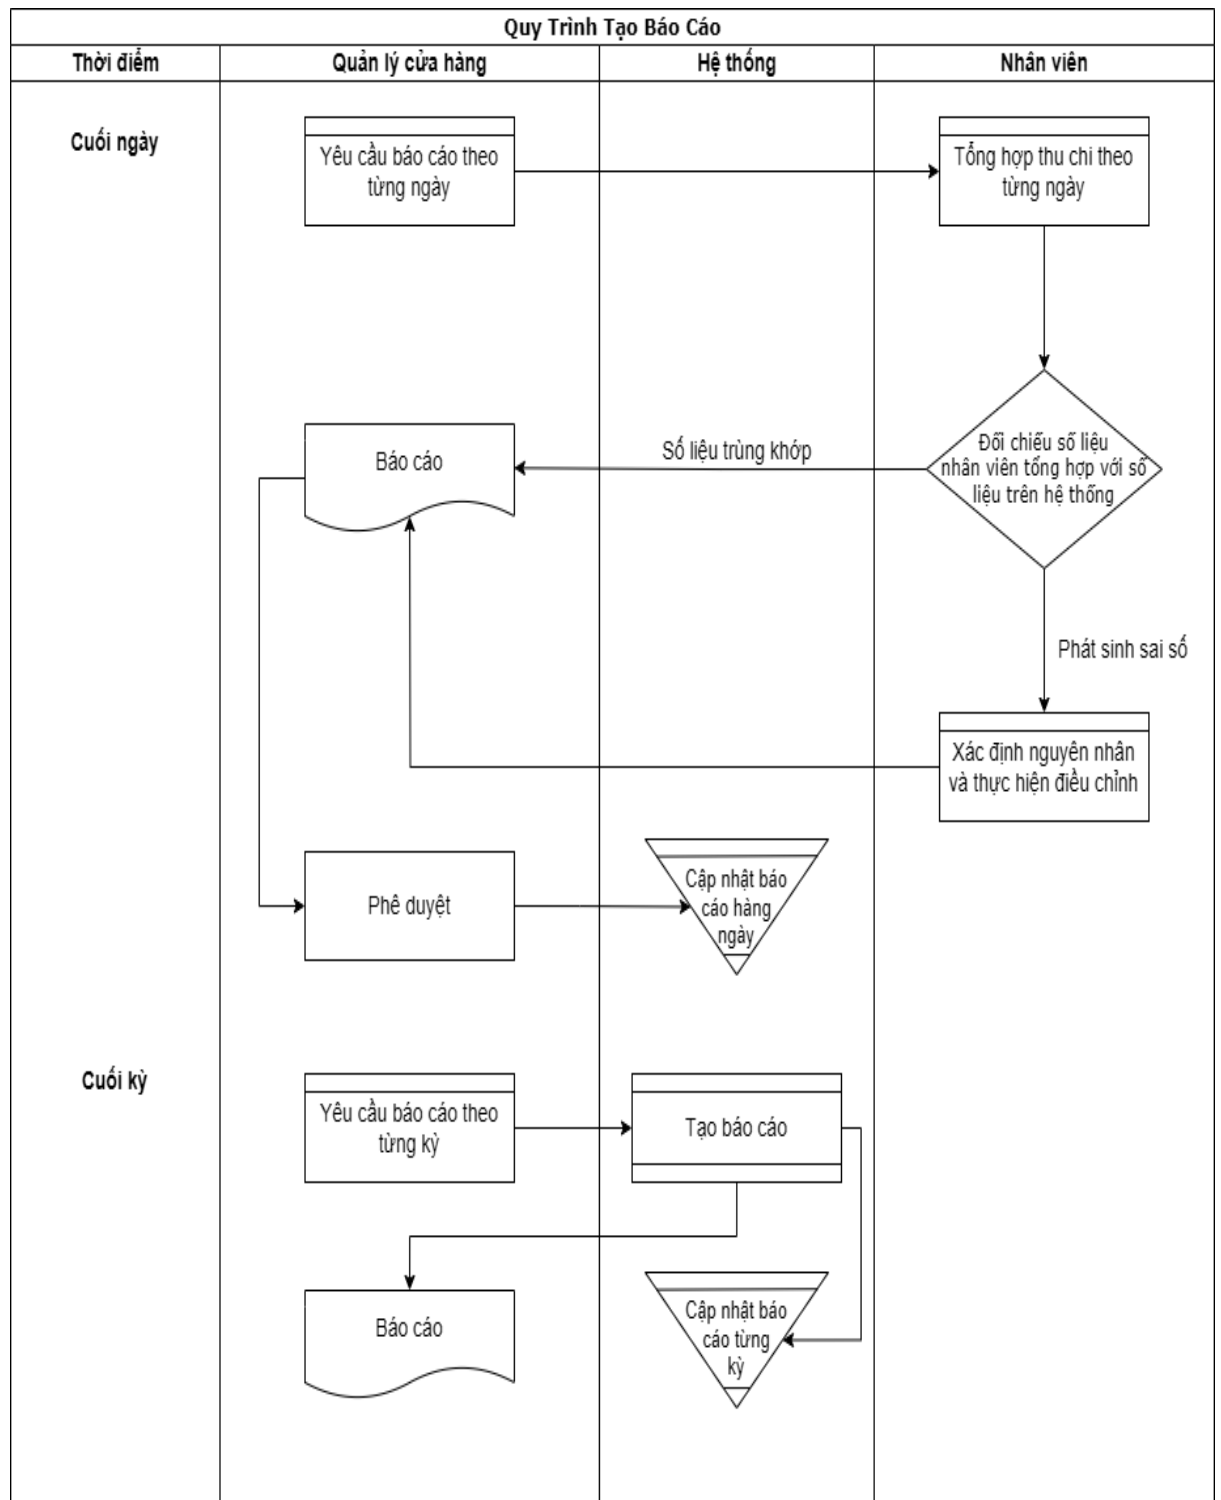 Quy Trình Tạo Báo Cáo
Thời điểm
Quản lý cửa hàng
Hệ thống
Nhân viên
Cuối ngày
Yêu cầu báo cáo theo
từng ngày
Tổng hợp thu chi theo
từng ngày
Báo cáo
Số liệu trùng khớp
Đối chiếu số liệu
nhân viên tổng hợp với số
liệu trên hệ thống
Phát sinh sai số
Xác định nguyên nhân
và thực hiện điều chỉnh
Phê duyệt
Cập nhật báo
cáo hàng
ngày
Cuối kỳ
Yêu cầu báo cáo theo
từng kỳ
Tạo báo cáo
Báo cáo
Cập nhật báo
cáo từng
kỳ